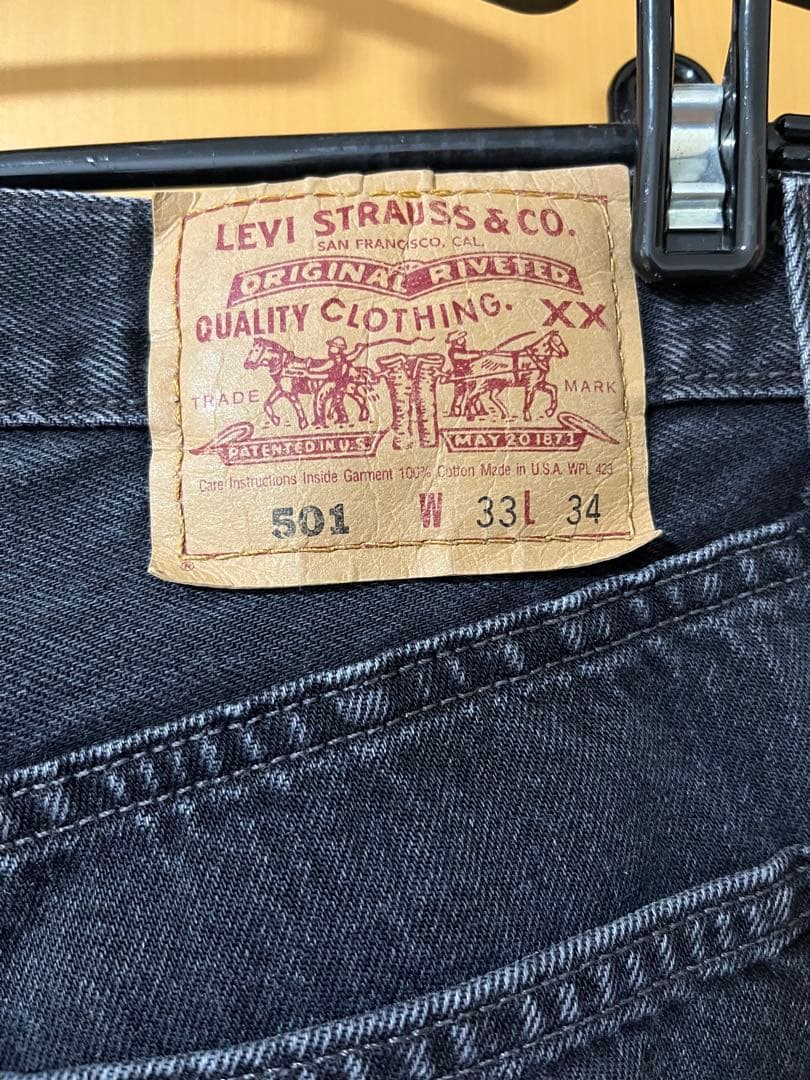 LEVI STRAUSS & CO.
SAN FRANCISCO, CAL.
ORIGINAL RIVETED
QUALITY CLOTHING. XX
TRADE MARK
PATENTED IN U.S. MAY 20 1873
Care Instructions Inside Garment 100% Cotton Made in U.S.A. WPL 423
501 W 33 L 34
®